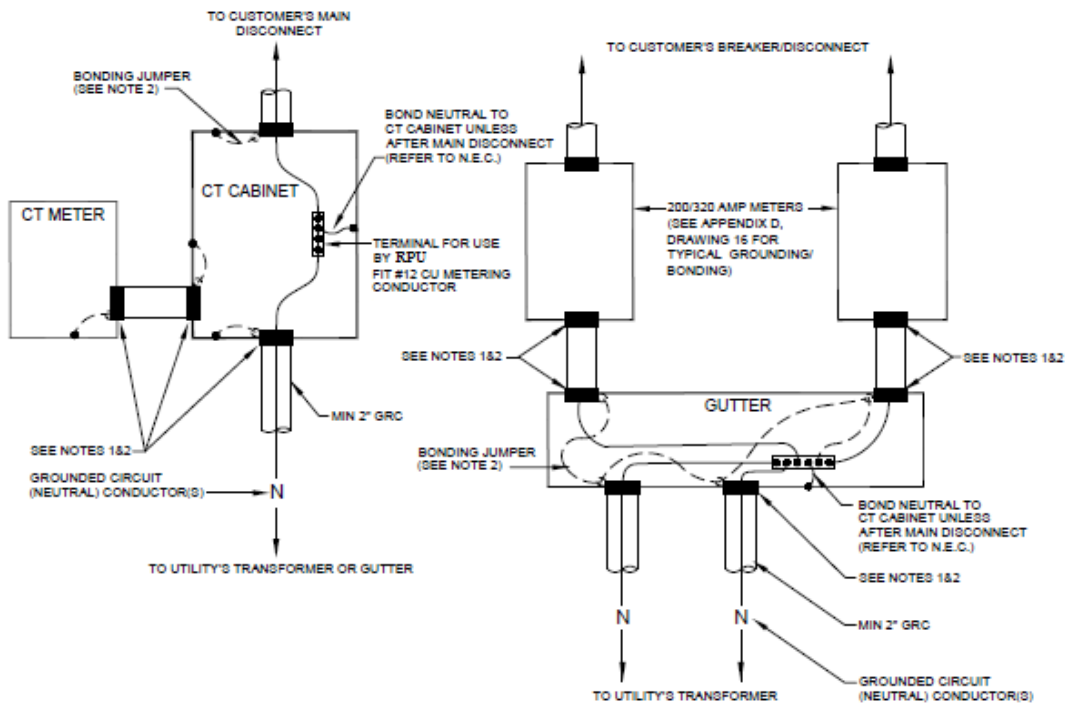 TO CUSTOMER'S MAIN
DISCONNECT
BONDING JUMPER
(SEE NOTE 2)
BOND NEUTRAL TO
CT CABINET UNLESS
AFTER MAIN DISCONNECT
(REFER TO N.E.C.)
CT CABINET
CT METER
TERMINAL FOR USE
BY RPU
FIT #12 CU METERING
CONDUCTOR
MIN 2" GRC
SEE NOTES 1&2
GROUNDED CIRCUIT
(NEUTRAL) CONDUCTOR(S)
N
TO UTILITY'S TRANSFORMER OR GUTTER
TO CUSTOMER'S BREAKER/DISCONNECT
200/320 AMP METERS
(SEE APPENDIX D,
DRAWING 16 FOR
TYPICAL GROUNDING/
BONDING)
SEE NOTES 1&2
SEE NOTES 1&2
GUTTER
BONDING JUMPER
(SEE NOTE 2)
BOND NEUTRAL TO
CT CABINET UNLESS
AFTER MAIN DISCONNECT
(REFER TO N.E.C.)
SEE NOTES 1&2
N
N
MIN 2" GRC
GROUNDED CIRCUIT
(NEUTRAL) CONDUCTOR(S)
TO UTILITY'S TRANSFORMER